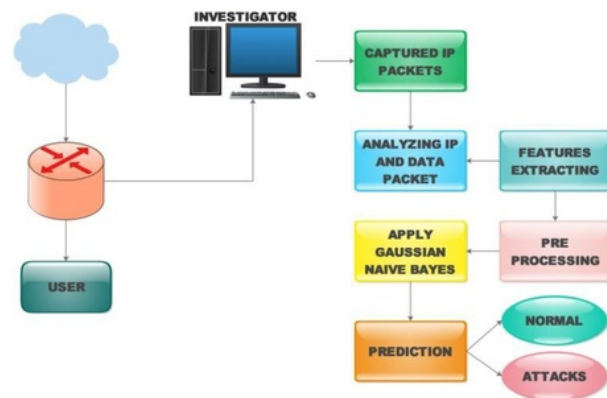 INVESTIGATOR
CAPTURED IP
PACKETS
ANALYZING IP
AND DATA
PACKET
FEATURES
EXTRACTING
APPLY
GAUSSIAN
NAIVE BAYES
PRE
PROCESSING
USER
NORMAL
PREDICTION
ATTACKS